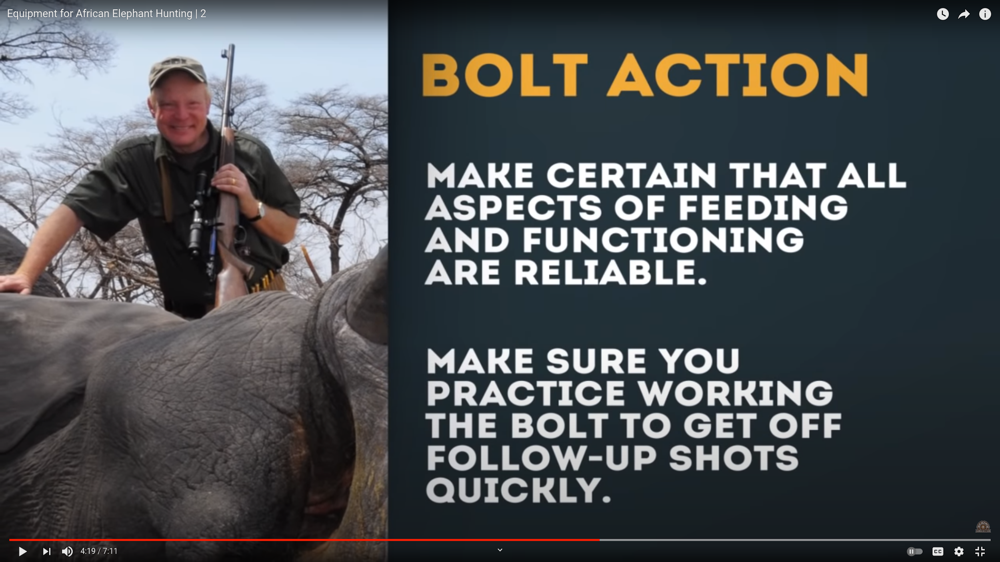 Equipment for African Elephant Hunting | 2
BOLT ACTION
MAKE CERTAIN THAT ALL
ASPECTS OF FEEDING
AND FUNCTIONING
ARE RELIABLE.
MAKE SURE YOU
PRACTICE WORKING
THE BOLT TO GET OFF
FOLLOW-UP SHOTS
QUICKLY.
4:19 / 7:11
CC